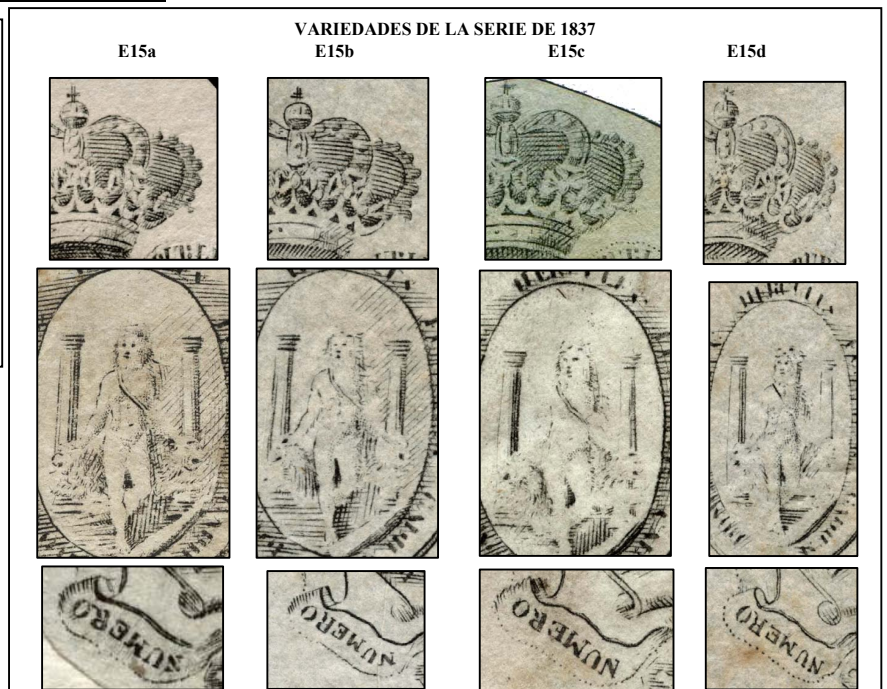 VARIEDADES DE LA SERIE DE 1837
E15a E15b E15c E15d
NUMERO NUMERO NUMERO NUMERO